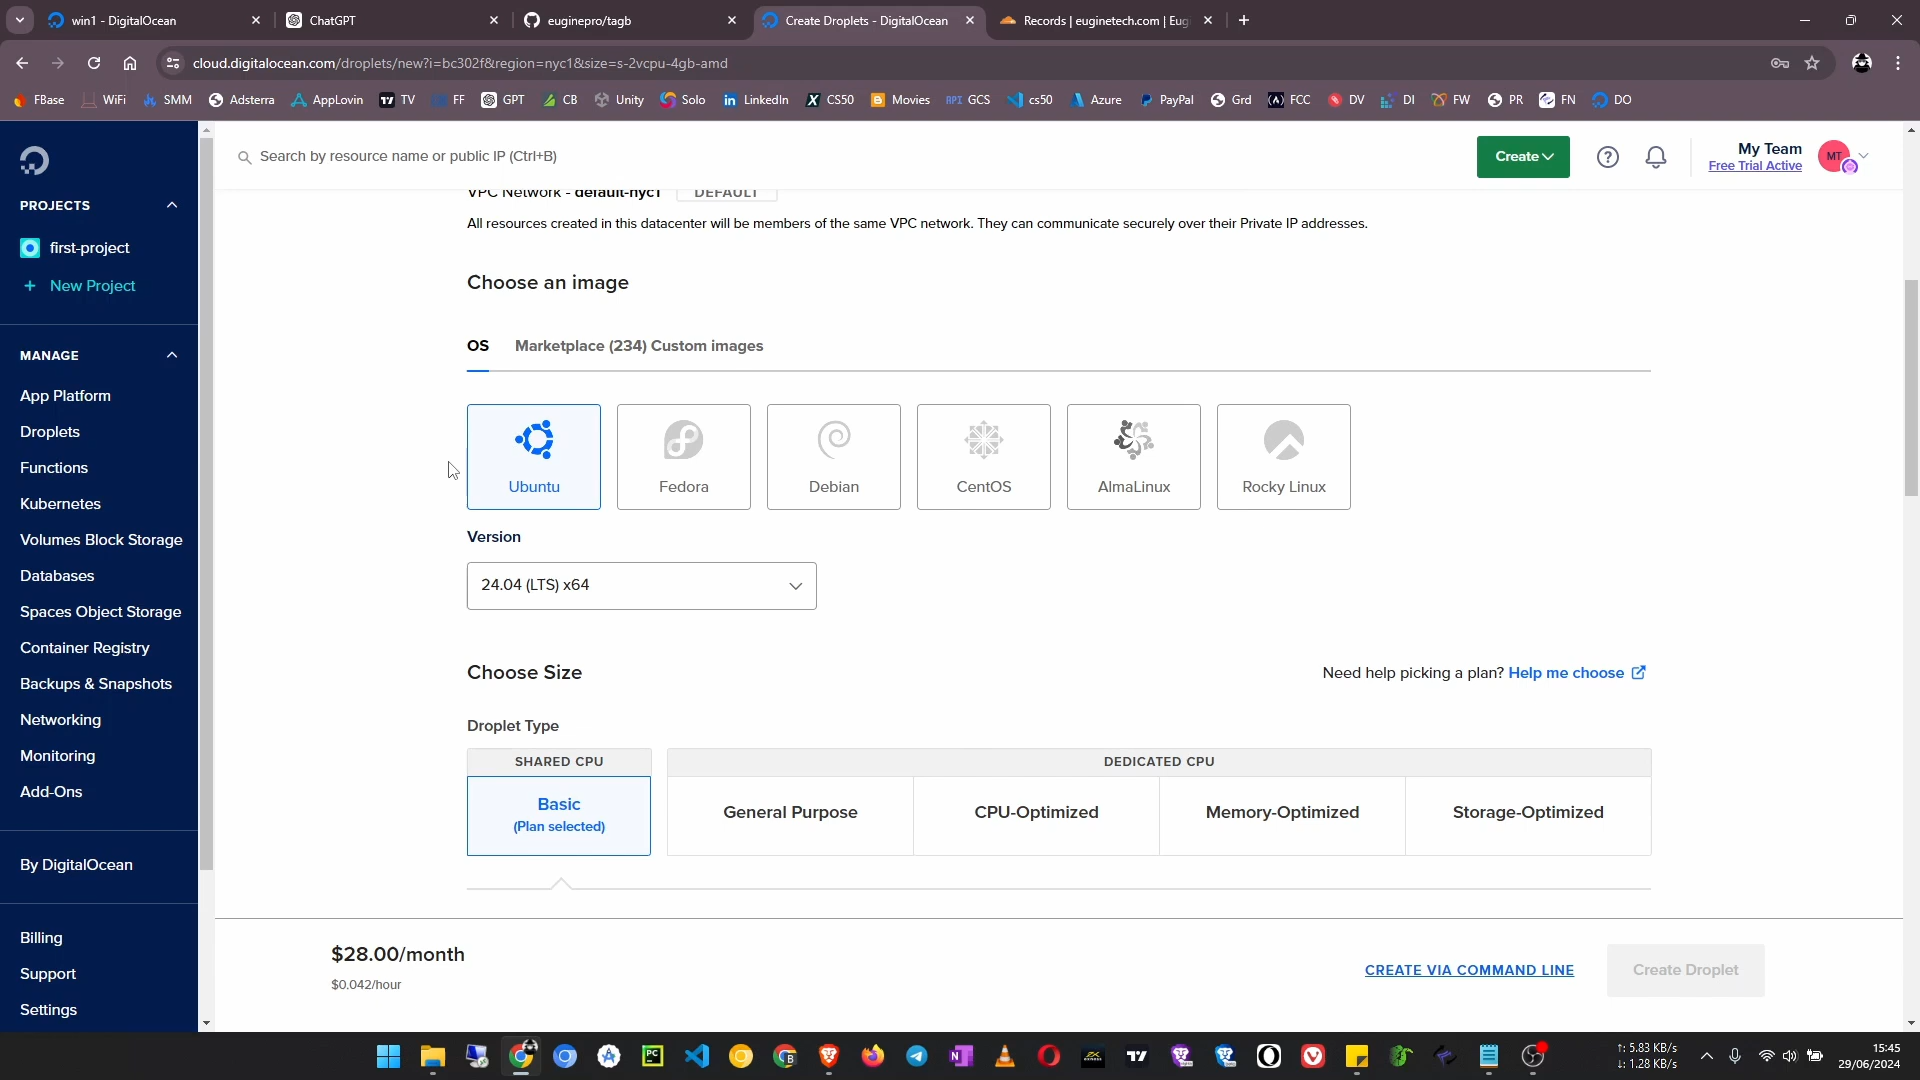 win1 - DigitalOcean
ChatGPT
euginepro/tagb
Create Droplets - DigitalOcean
Records | euginetech.com | Eug
cloud.digitalocean.com/droplets/new?i=bc302f&region=nyc1&size=s-2vcpu-4gb-amd
FBase
WiFi
SMM
Adsterra
AppLovin
TV
FF
GPT
CB
Unity
Solo
LinkedIn
CS50
Movies
API GCS
cs50
Azure
PayPal
Grd
FCC
DV
DI
FW
PR
FN
DO
Search by resource name or public IP (Ctrl+B)
Create
My Team
Free Trial Active
MT
PROJECTS
first-project
+ New Project
MANAGE
App Platform
Droplets
Functions
Kubernetes
Volumes Block Storage
Databases
Spaces Object Storage
Container Registry
Backups & Snapshots
Networking
Monitoring
Add-Ons
By DigitalOcean
Billing
Support
Settings
VPC Network - default-nyc1 DEFAULT
All resources created in this datacenter will be members of the same VPC network. They can communicate securely over their Private IP addresses.
Choose an image
OS Marketplace (234) Custom images
Ubuntu
Fedora
Debian
CentOS
AlmaLinux
Rocky Linux
Version
24.04 (LTS) x64
Choose Size
Need help picking a plan? Help me choose
Droplet Type
SHARED CPU
DEDICATED CPU
Basic
(Plan selected)
General Purpose
CPU-Optimized
Memory-Optimized
Storage-Optimized
$28.00/month
$0.042/hour
CREATE VIA COMMAND LINE
Create Droplet
↑: 5.83 KB/s
↓: 1.28 KB/s
15:45
29/06/2024